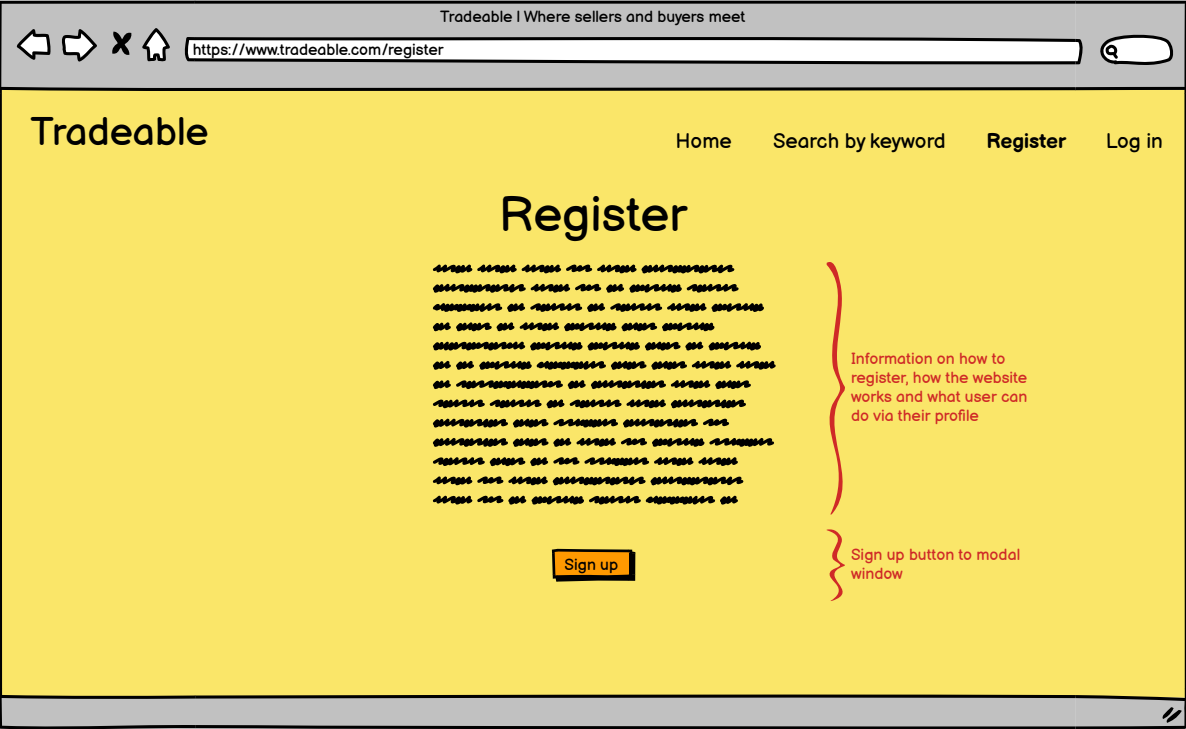 Tradeable | Where sellers and buyers meet
https://www.tradeable.com/register
Tradeable
Home Search by keyword Register Log in
Register
Information on how to
register, how the website
works and what user can
do via their profile
Sign up
Sign up button to modal
window